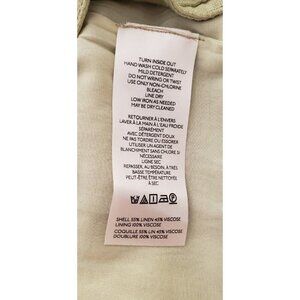 TURN INSIDE OUT
HAND WASH COLD SEPARATELY
MILD DETERGENT
DO NOT WRING OR TWIST
USE ONLY NON-CHLORINE
BLEACH
LINE DRY
LOW IRON AS NEEDED
MAY BE DRY CLEANED
RETOURNER À L'ENVERS
LAVER À LA MAIN À L'EAU FROIDE
SÉPARÉMENT
AVEC DÉTERGENT DOUX
NE PAS TORDRE OU ESSOREZ
UTILISER UN AGENT DE
BLANCHIMENT SANS CHLORE SI
NÉCESSAIRE
LIGNE SEC
REPASSER, AU BESOIN, À TRÈS
BASSE TEMPÉRATURE
PEUT-ÊTRE ÊTRE NETTOYÉ
À SEC
SHELL 55% LINEN 45% VISCOSE
LINING 100% VISCOSE
COQUILLE 55% LIN 45% VISCOSE
DOUBLURE 100% VISCOSE